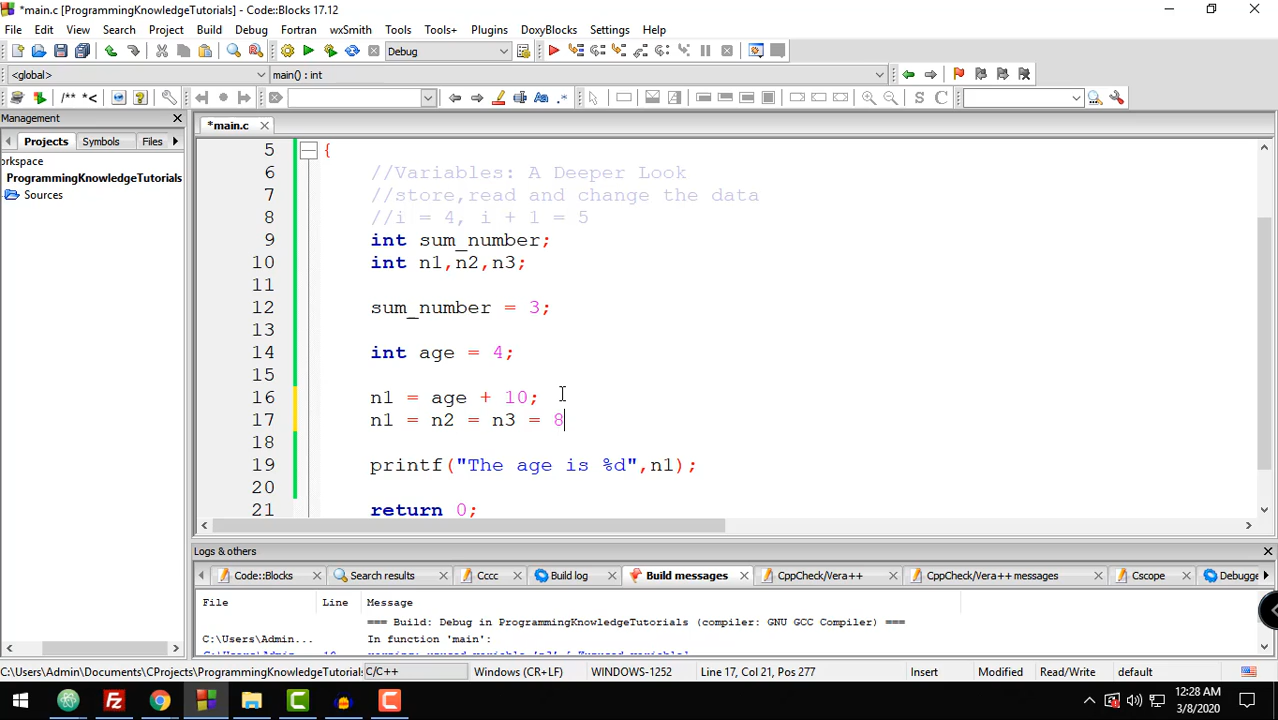 *main.c [ProgrammingKnowledgeTutorials] - Code::Blocks 17.12
File Edit View Search Project Build Debug Fortran wxSmith Tools Tools+ Plugins DoxyBlocks Settings Help
Debug
<global> main() : int
/** *<
S C
Management
Projects Symbols Files
orkspace
ProgrammingKnowledgeTutorials
Sources
*main.c
5 {
6 //Variables: A Deeper Look
7 //store,read and change the data
8 //i = 4, i + 1 = 5
9 int sum_number;
10 int n1,n2,n3;
11
12 sum_number = 3;
13
14 int age = 4;
15
16 n1 = age + 10;
17 n1 = n2 = n3 = 8
18
19 printf("The age is %d",n1);
20
21 return 0;
Logs & others
Code::Blocks Search results Cccc Build log Build messages CppCheck/Vera++ CppCheck/Vera++ messages Cscope Debugge
File Line Message
=== Build: Debug in ProgrammingKnowledgeTutorials (compiler: GNU GCC Compiler) ===
C:\Users\Admin... In function 'main':
C:\Users\Admin\Documents\CProjects\ProgrammingKnowledgeTutorial: C/C++ Windows (CR+LF) WINDOWS-1252 Line 17, Col 21, Pos 277 Insert Modified Read/Write default
12:28 AM
3/8/2020